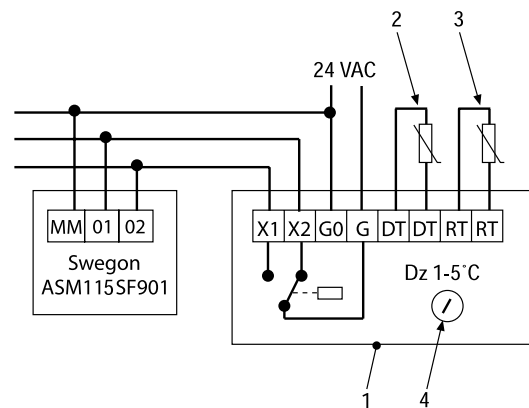 2 3
24 VAC
MM 01 02
X1 X2 G0 G DT DT RT RT
Swegon
ASM115SF901
Dz 1-5˚C
1 4